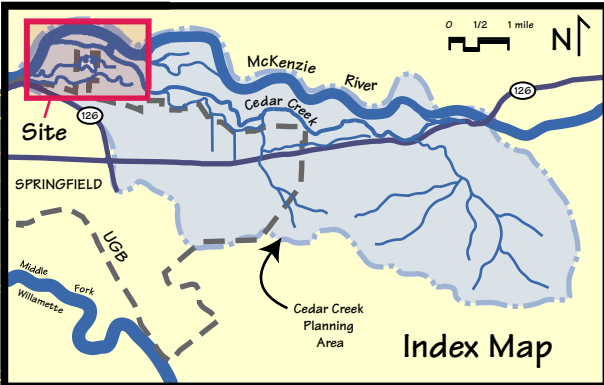 0 1/2 1 mile
N
McKenzie River
126
Cedar Creek
126
Site
SPRINGFIELD
UGB
Middle Fork
Willamette
Cedar Creek
Planning
Area
Index Map